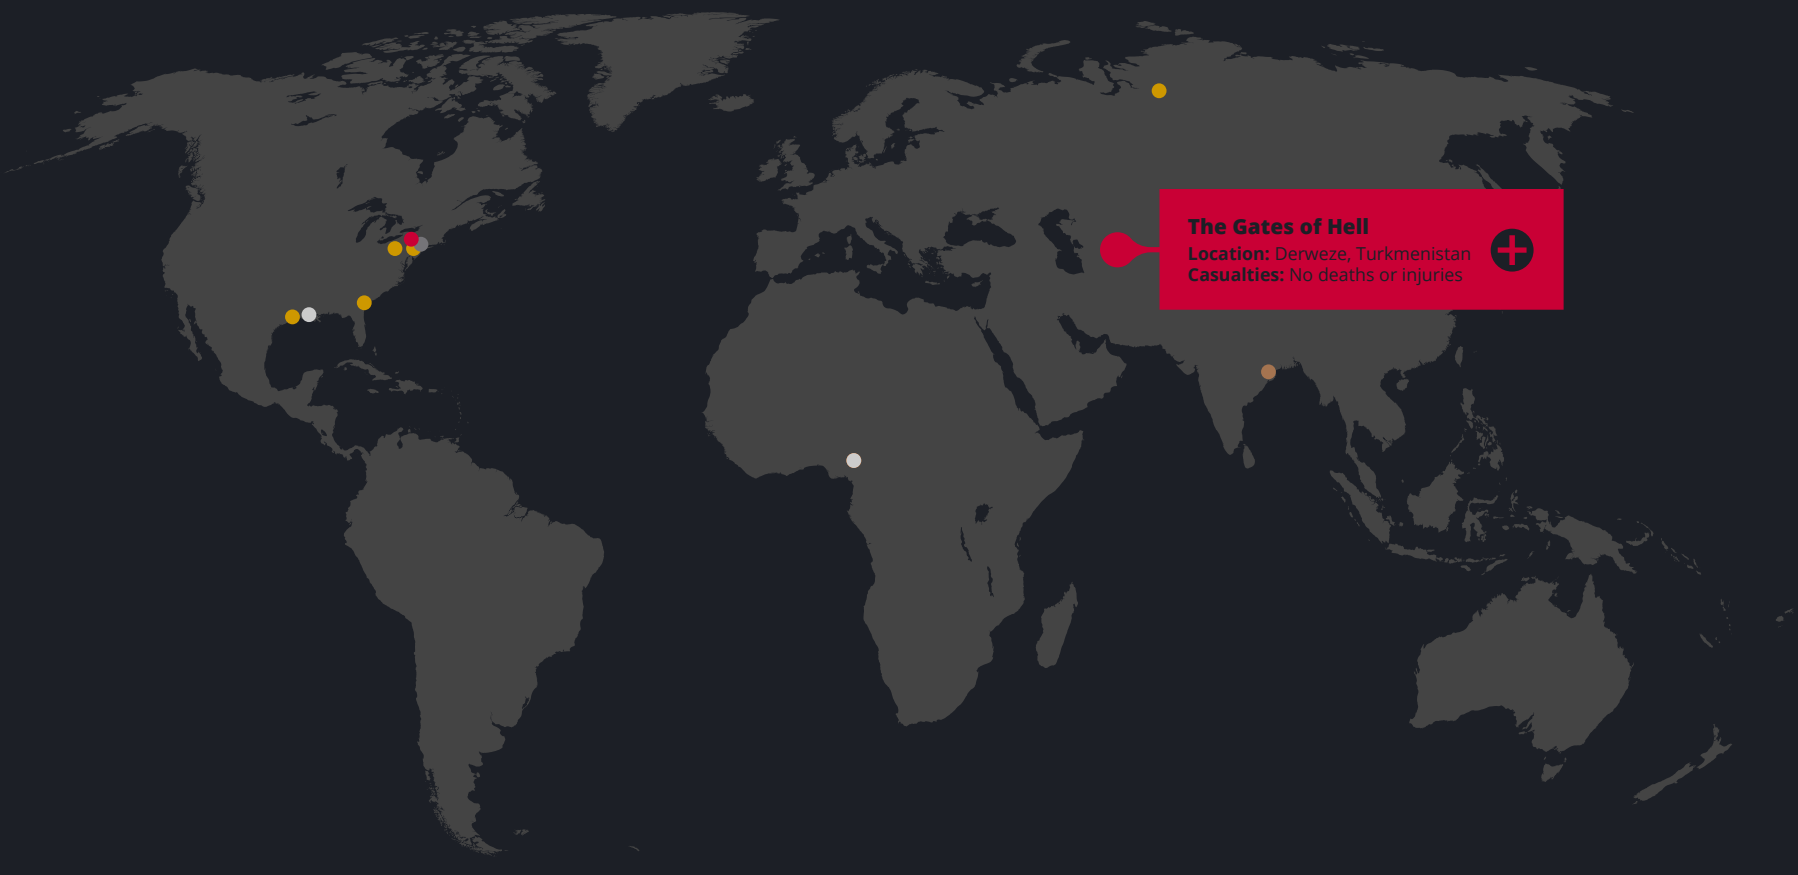 The Gates of Hell
Location: Derweze, Turkmenistan
Casualties: No deaths or injuries